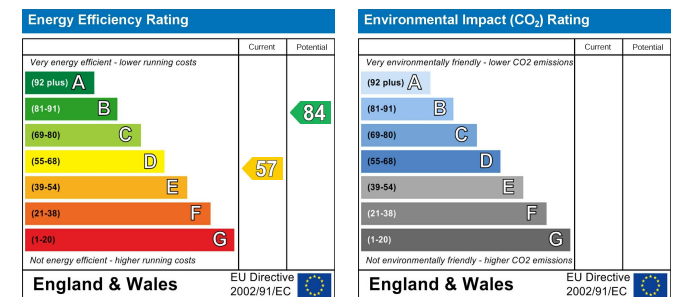 Energy Efficiency Rating
Current Potential
Very energy efficient - lower running costs
(92 plus) A
(81-91) B
84
(69-80) C
(55-68) D
57
(39-54) E
(21-38) F
(1-20) G
Not energy efficient - higher running costs
England & Wales
EU Directive
2002/91/EC
Environmental Impact (CO₂) Rating
Current Potential
Very environmentally friendly - lower CO2 emissions
(92 plus) A
(81-91) B
(69-80) C
(55-68) D
(39-54) E
(21-38) F
(1-20) G
Not environmentally friendly - higher CO2 emissions
England & Wales
EU Directive
2002/91/EC